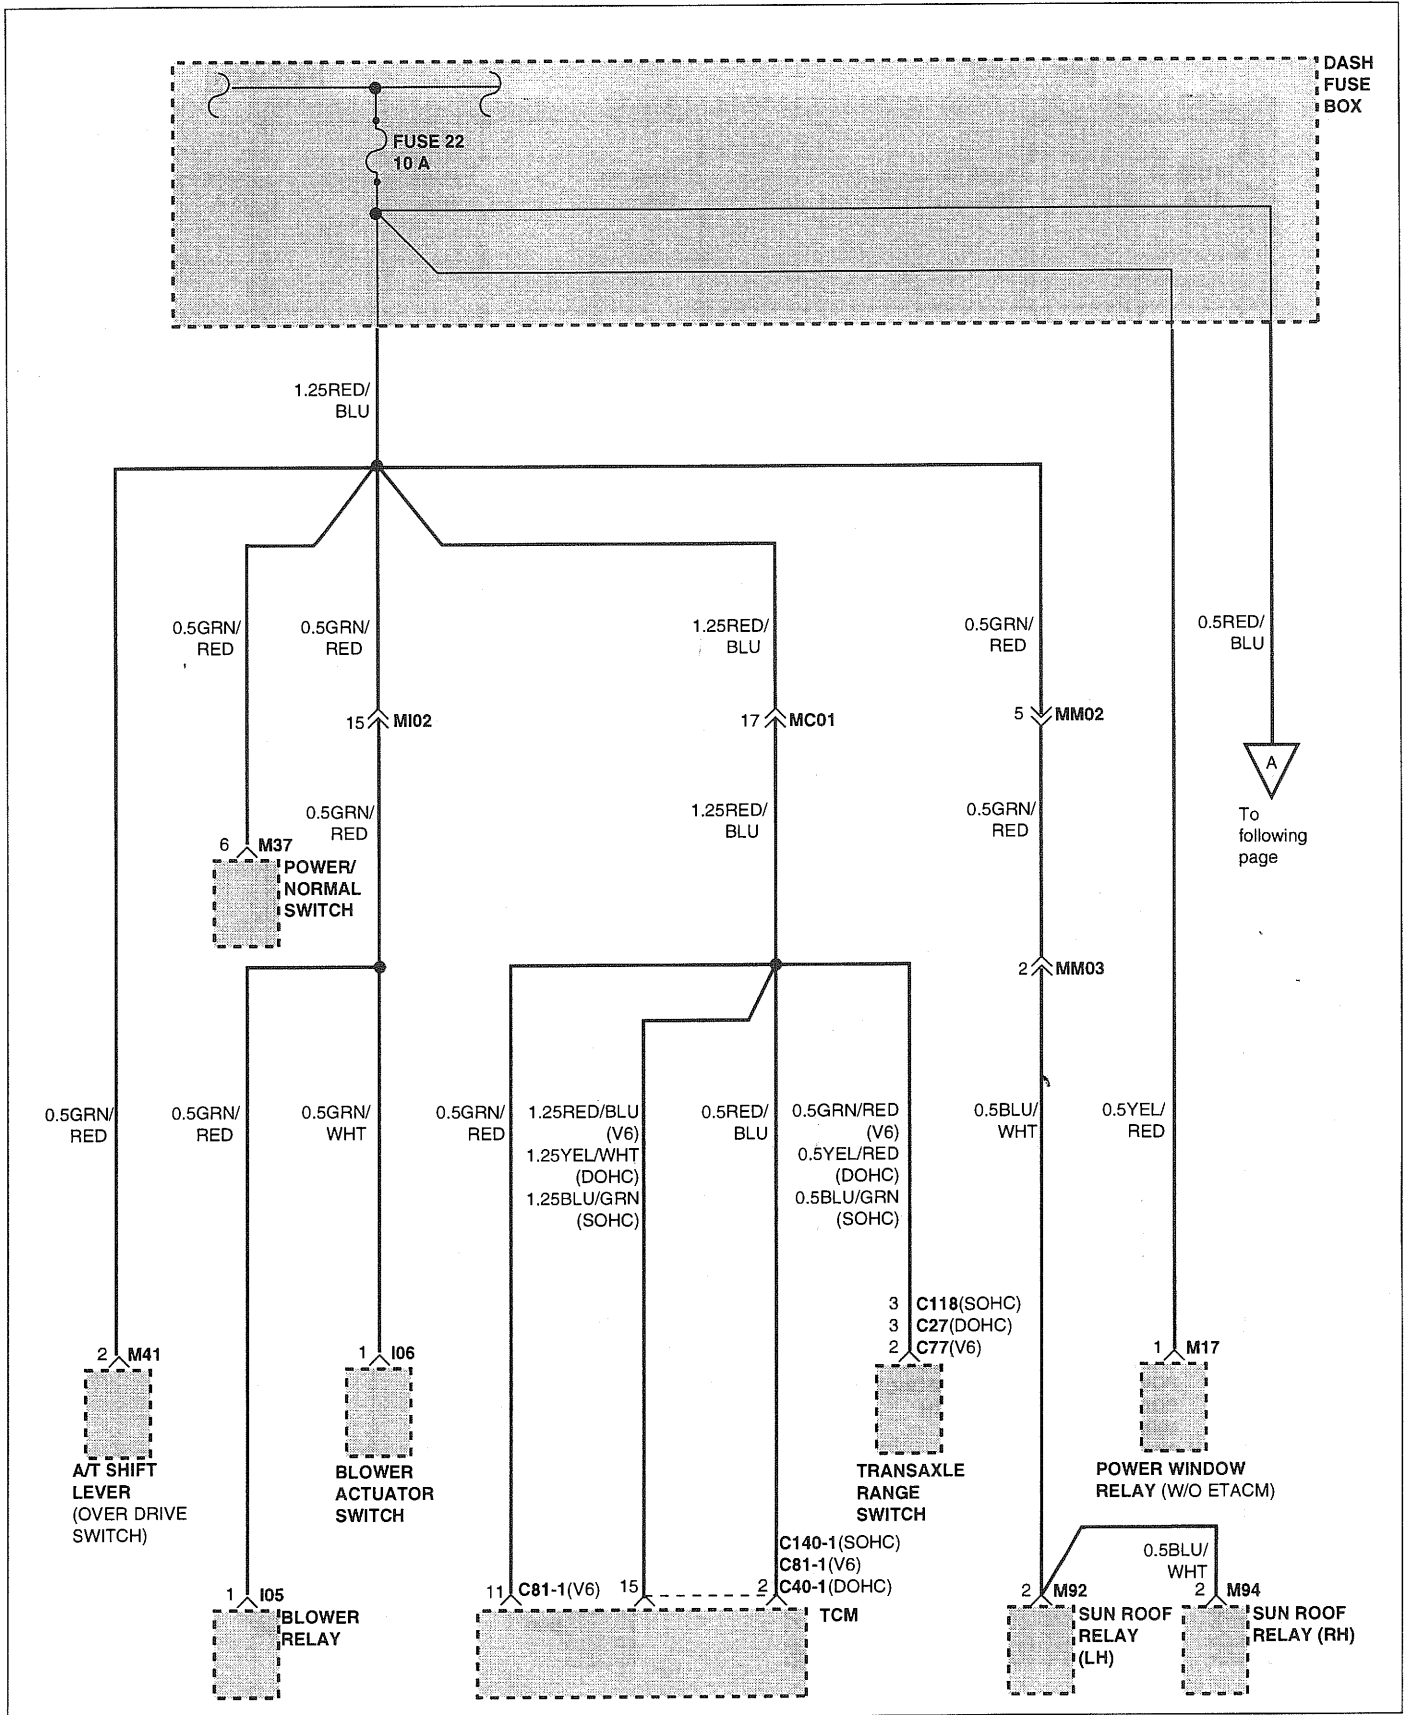 DASH
FUSE
BOX
FUSE 22
10 A
1.25RED/
BLU
0.5GRN/
RED
0.5GRN/
RED
1.25RED/
BLU
0.5GRN/
RED
0.5RED/
BLU
15 MI02
17 MC01
5 MM02
A
To
following
page
0.5GRN/
RED
1.25RED/
BLU
0.5GRN/
RED
6 M37
POWER/
NORMAL
SWITCH
2 MM03
0.5GRN/
RED
0.5GRN/
RED
0.5GRN/
WHT
0.5GRN/
RED
1.25RED/BLU
(V6)
1.25YEL/WHT
(DOHC)
1.25BLU/GRN
(SOHC)
0.5RED/
BLU
0.5GRN/RED
(V6)
0.5YEL/RED
(DOHC)
0.5BLU/GRN
(SOHC)
0.5BLU/
WHT
0.5YEL/
RED
3 C118(SOHC)
3 C27(DOHC)
2 C77(V6)
2 M41
1 I06
1 M17
A/T SHIFT
LEVER
(OVER DRIVE
SWITCH)
BLOWER
ACTUATOR
SWITCH
TRANSAXLE
RANGE
SWITCH
POWER WINDOW
RELAY (W/O ETACM)
C140-1(SOHC)
C81-1(V6)
2 C40-1(DOHC)
0.5BLU/
WHT
1 I05
BLOWER
RELAY
11 C81-1(V6)
15
TCM
2 M92
SUN ROOF
RELAY
(LH)
2 M94
SUN ROOF
RELAY (RH)